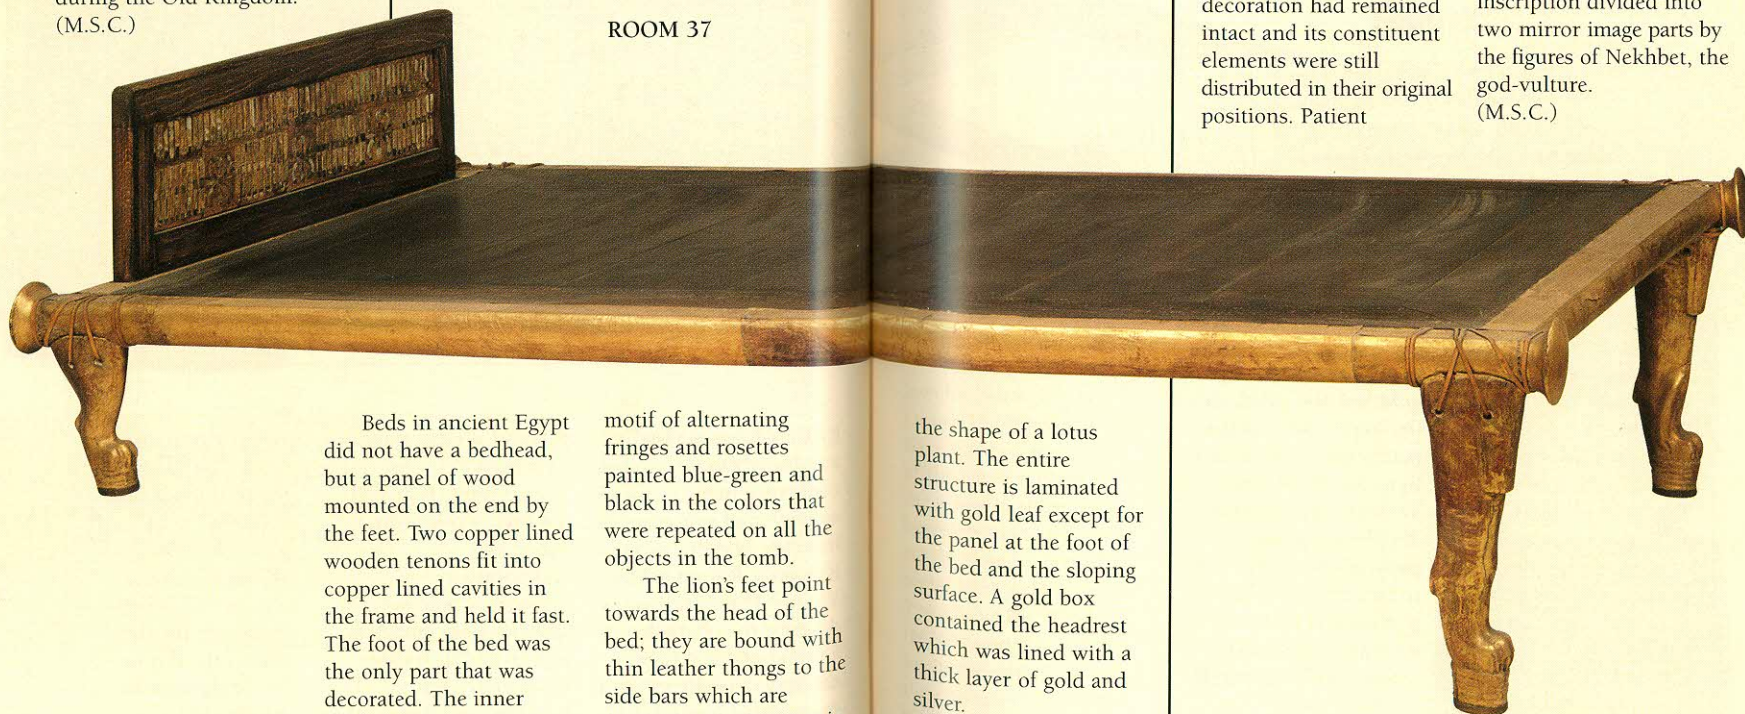 during the Old Kingdom.
(M.S.C.)
ROOM 37
decoration had remained
intact and its constituent
elements were still
distributed in their original
positions. Patient
inscription divided into
two mirror image parts by
the figures of Nekhbet, the
god-vulture.
(M.S.C.)
Beds in ancient Egypt
did not have a bedhead,
but a panel of wood
mounted on the end by
the feet. Two copper lined
wooden tenons fit into
copper lined cavities in
the frame and held it fast.
The foot of the bed was
the only part that was
decorated. The inner
motif of alternating
fringes and rosettes
painted blue-green and
black in the colors that
were repeated on all the
objects in the tomb.
The lion's feet point
towards the head of the
bed; they are bound with
thin leather thongs to the
side bars which are
the shape of a lotus
plant. The entire
structure is laminated
with gold leaf except for
the panel at the foot of
the bed and the sloping
surface. A gold box
contained the headrest
which was lined with a
thick layer of gold and
silver.